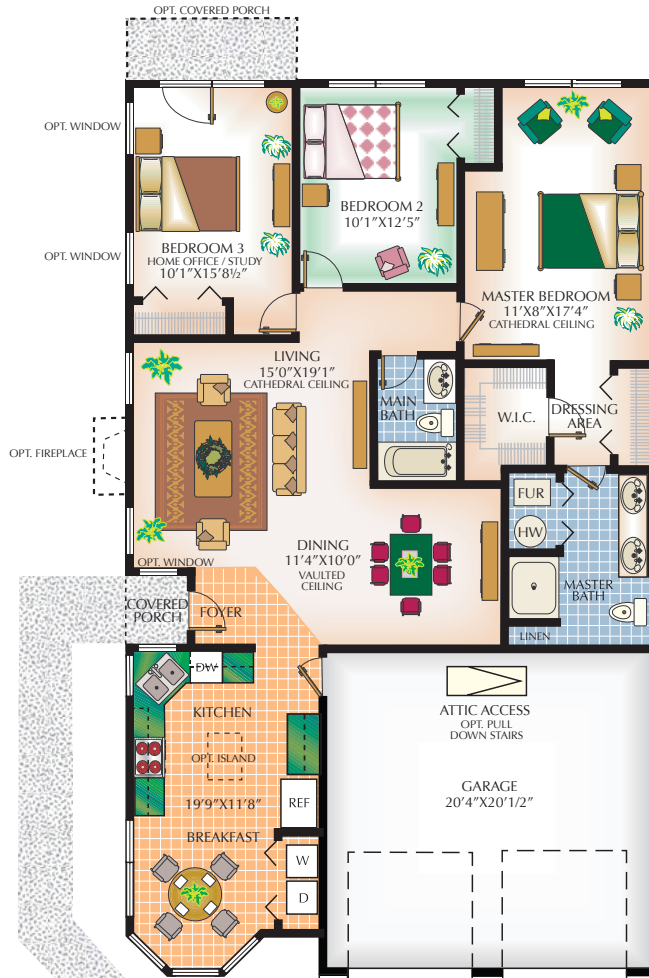 OPT. COVERED PORCH
OPT. WINDOW
BEDROOM 2
10'1"X12'5"
OPT. WINDOW
BEDROOM 3
HOME OFFICE / STUDY
10'1"X15'8½"
MASTER BEDROOM
11'X8"X17'4"
CATHEDRAL CEILING
LIVING
15'0"X19'1"
CATHEDRAL CEILING
MAIN
BATH
W.I.C.
DRESSING
AREA
OPT. FIREPLACE
FUR
HW
OPT. WINDOW
DINING
11'4"X10'0"
VAULTED
CEILING
MASTER
BATH
COVERED
PORCH
FOYER
LINEN
DW
KITCHEN
OPT. ISLAND
ATTIC ACCESS
OPT. PULL
DOWN STAIRS
GARAGE
20'4"X20'1/2"
19'9"X11'8"
REF
BREAKFAST
W
D